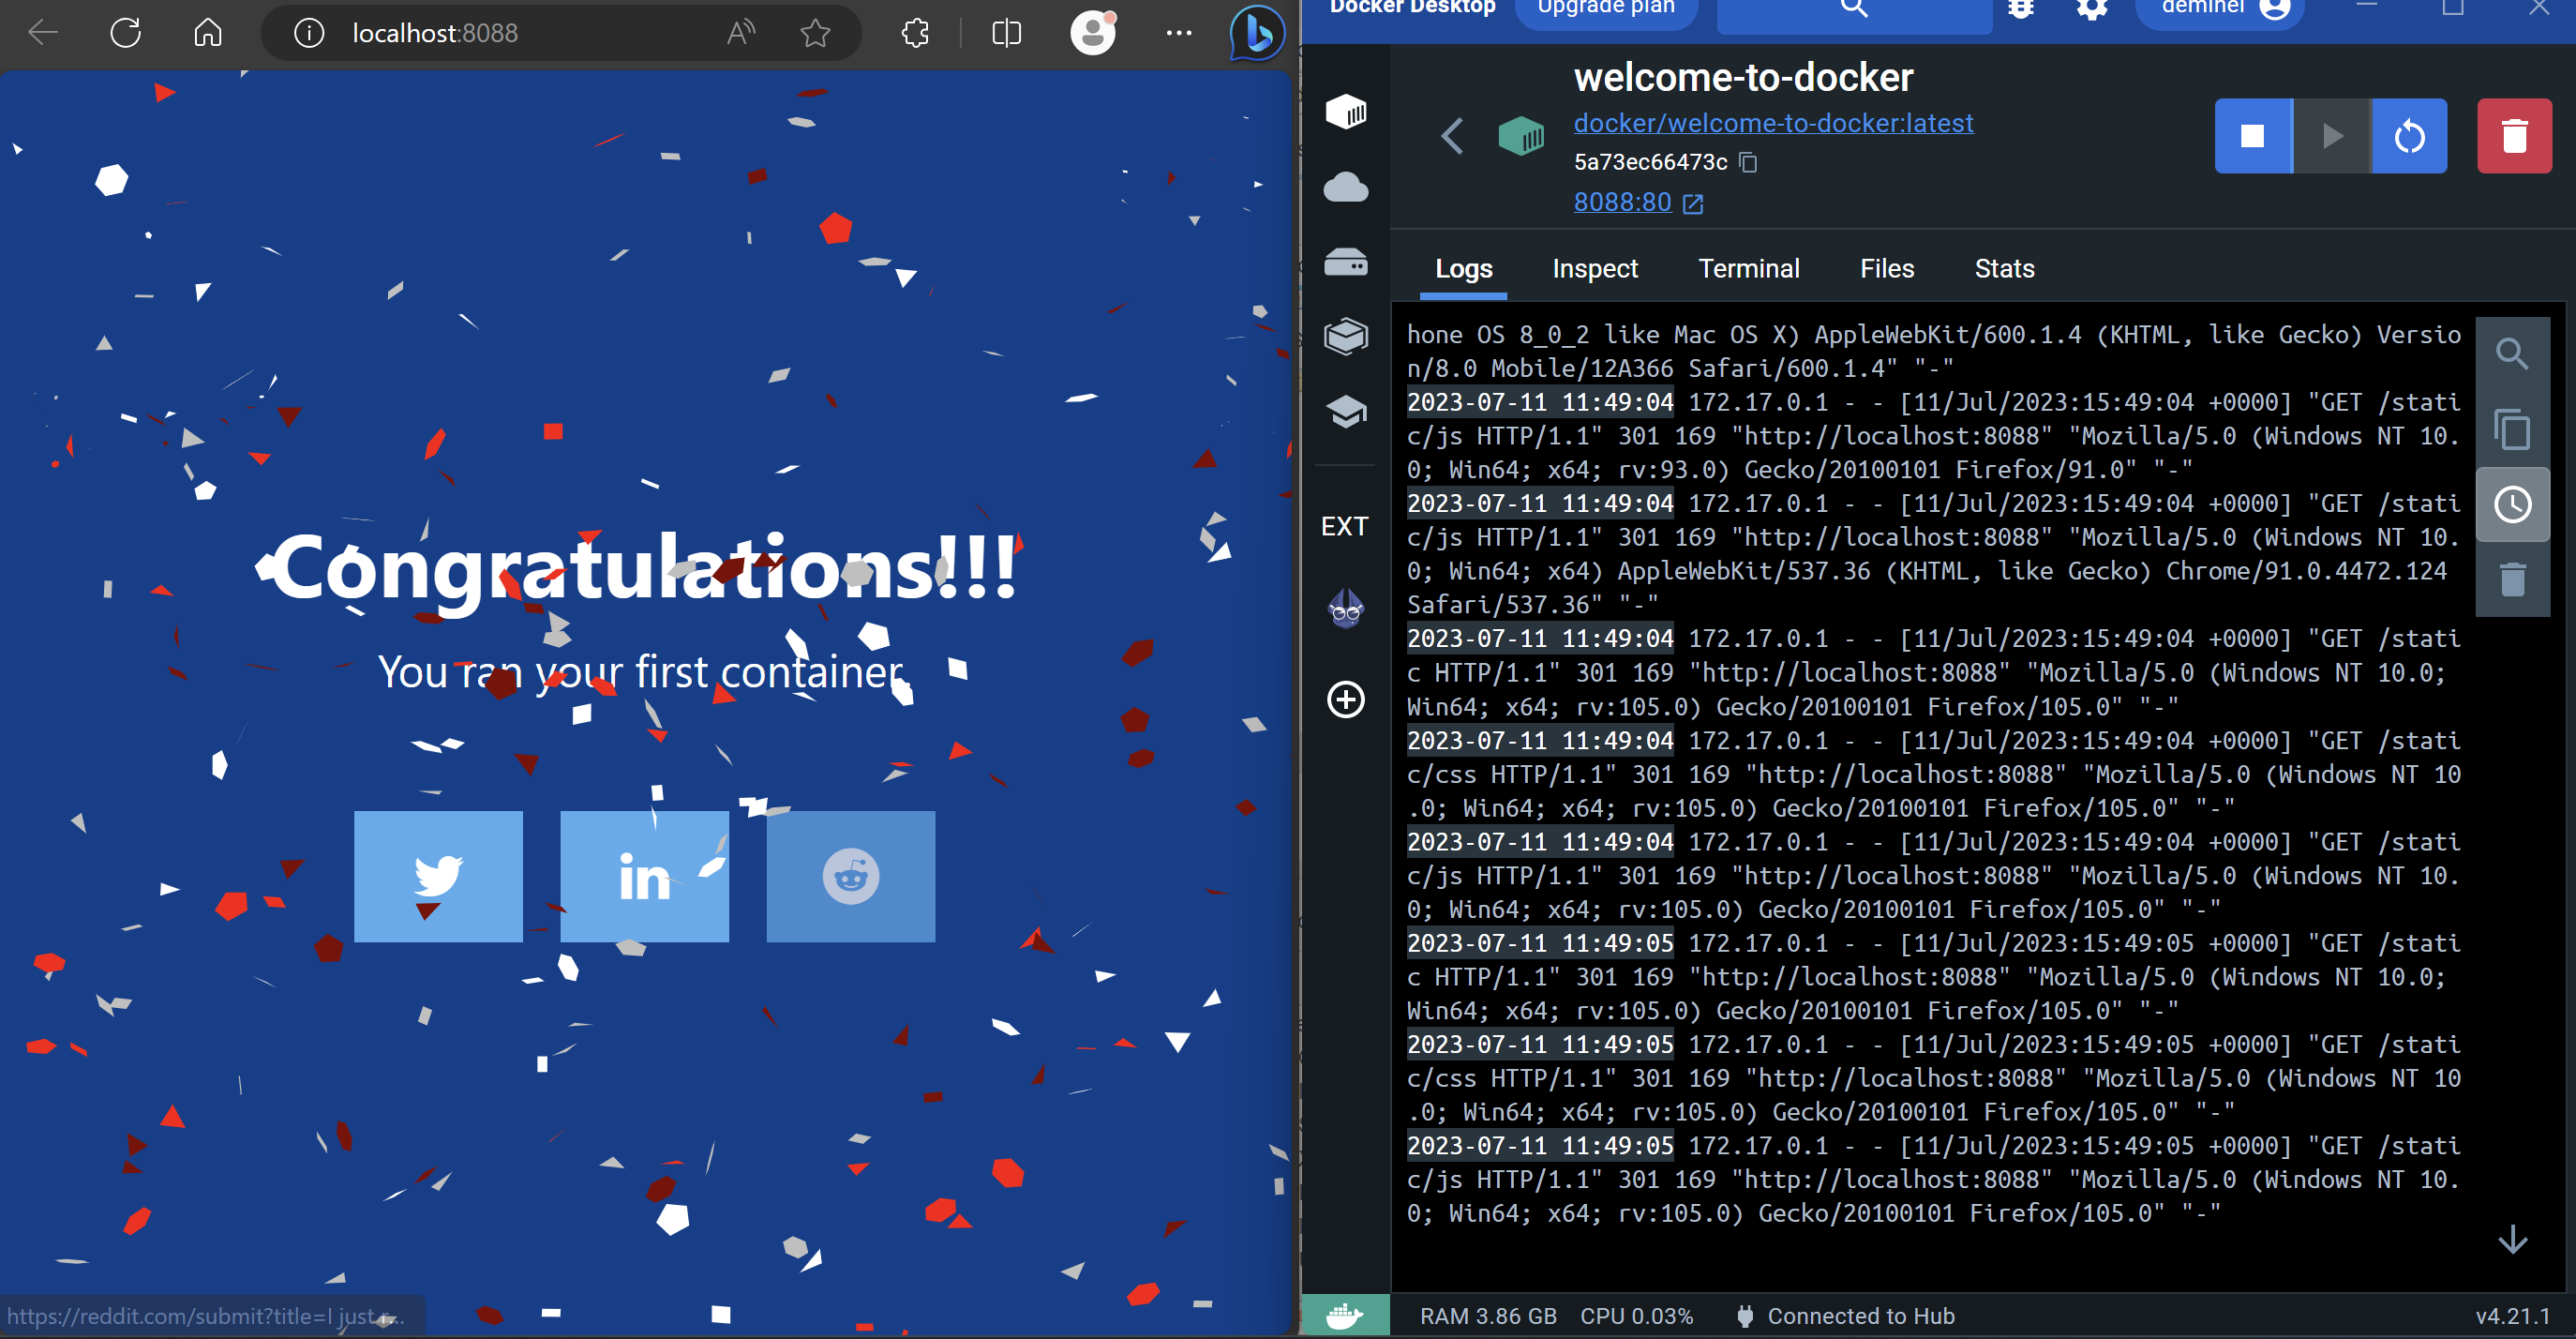 localhost:8088
Congratulations!!!
You ran your first container.
in
https://reddit.com/submit?title=I just r...
Docker Desktop
Upgrade plan
deminel
welcome-to-docker
docker/welcome-to-docker:latest
5a73ec66473c
8088:80
Logs Inspect Terminal Files Stats
EXT
hone OS 8_0_2 like Mac OS X) AppleWebKit/600.1.4 (KHTML, like Gecko) Versio
n/8.0 Mobile/12A366 Safari/600.1.4" "-"
2023-07-11 11:49:04 172.17.0.1 - - [11/Jul/2023:15:49:04 +0000] "GET /stati
c/js HTTP/1.1" 301 169 "http://localhost:8088" "Mozilla/5.0 (Windows NT 10.
0; Win64; x64; rv:93.0) Gecko/20100101 Firefox/91.0" "-"
2023-07-11 11:49:04 172.17.0.1 - - [11/Jul/2023:15:49:04 +0000] "GET /stati
c/js HTTP/1.1" 301 169 "http://localhost:8088" "Mozilla/5.0 (Windows NT 10.
0; Win64; x64) AppleWebKit/537.36 (KHTML, like Gecko) Chrome/91.0.4472.124
Safari/537.36" "-"
2023-07-11 11:49:04 172.17.0.1 - - [11/Jul/2023:15:49:04 +0000] "GET /stati
c HTTP/1.1" 301 169 "http://localhost:8088" "Mozilla/5.0 (Windows NT 10.0;
Win64; x64; rv:105.0) Gecko/20100101 Firefox/105.0" "-"
2023-07-11 11:49:04 172.17.0.1 - - [11/Jul/2023:15:49:04 +0000] "GET /stati
c/css HTTP/1.1" 301 169 "http://localhost:8088" "Mozilla/5.0 (Windows NT 10
.0; Win64; x64; rv:105.0) Gecko/20100101 Firefox/105.0" "-"
2023-07-11 11:49:04 172.17.0.1 - - [11/Jul/2023:15:49:04 +0000] "GET /stati
c/js HTTP/1.1" 301 169 "http://localhost:8088" "Mozilla/5.0 (Windows NT 10.
0; Win64; x64; rv:105.0) Gecko/20100101 Firefox/105.0" "-"
2023-07-11 11:49:05 172.17.0.1 - - [11/Jul/2023:15:49:05 +0000] "GET /stati
c HTTP/1.1" 301 169 "http://localhost:8088" "Mozilla/5.0 (Windows NT 10.0;
Win64; x64; rv:105.0) Gecko/20100101 Firefox/105.0" "-"
2023-07-11 11:49:05 172.17.0.1 - - [11/Jul/2023:15:49:05 +0000] "GET /stati
c/css HTTP/1.1" 301 169 "http://localhost:8088" "Mozilla/5.0 (Windows NT 10
.0; Win64; x64; rv:105.0) Gecko/20100101 Firefox/105.0" "-"
2023-07-11 11:49:05 172.17.0.1 - - [11/Jul/2023:15:49:05 +0000] "GET /stati
c/js HTTP/1.1" 301 169 "http://localhost:8088" "Mozilla/5.0 (Windows NT 10.
0; Win64; x64; rv:105.0) Gecko/20100101 Firefox/105.0" "-"
RAM 3.86 GB CPU 0.03% Connected to Hub v4.21.1